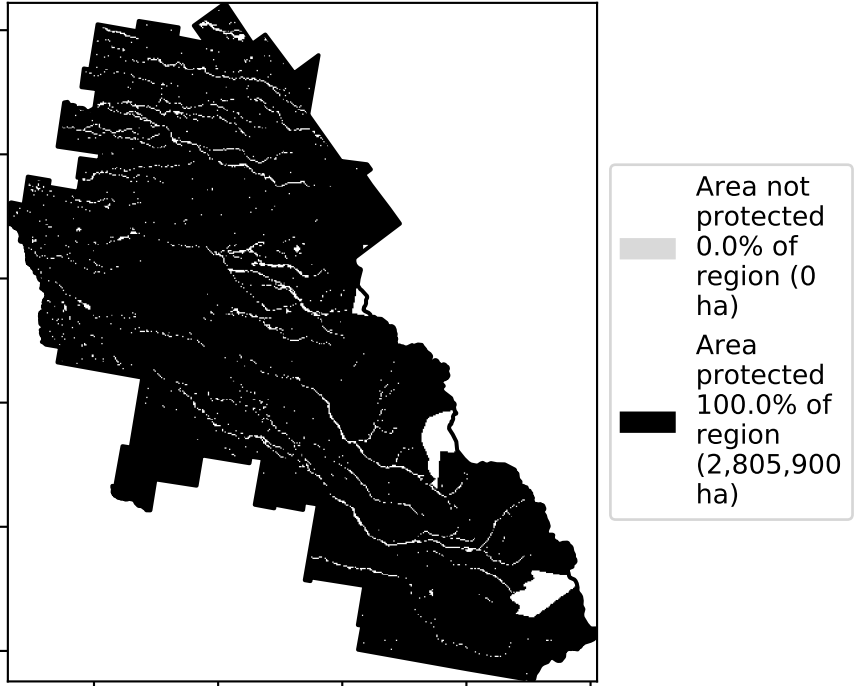 Area not
protected
0.0% of
region (0
ha)
Area
protected
100.0% of
region
(2,805,900
ha)